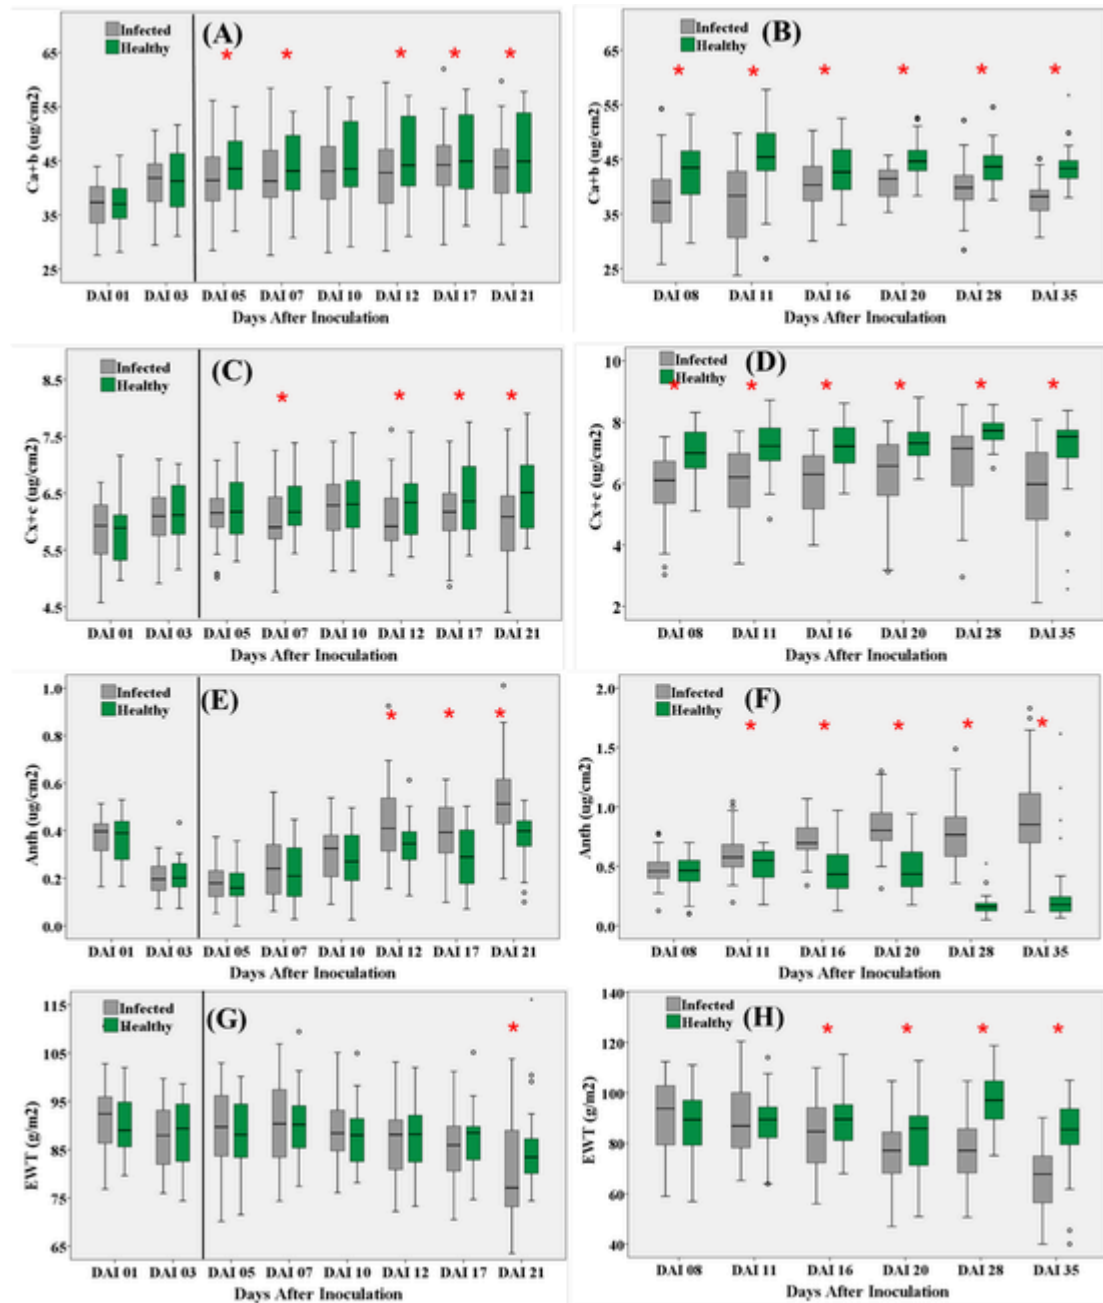 Infected
Healthy
(A)
65
55
45
35
25
Ca+b (ug/cm2)
DAI 01 DAI 03 DAI 05 DAI 07 DAI 10 DAI 12 DAI 17 DAI 21
Days After Inoculation
Infected
Healthy
(B)
65
55
45
35
25
Ca+b (ug/cm2)
DAI 08 DAI 11 DAI 16 DAI 20 DAI 28 DAI 35
Days After Inoculation
Infected
Healthy
(C)
8.5
7.5
6.5
5.5
4.5
Cx+c (ug/cm2)
DAI 01 DAI 03 DAI 05 DAI 07 DAI 10 DAI 12 DAI 17 DAI 21
Days After Inoculation
Infected
Healthy
(D)
10
8
6
4
2
Cx+c (ug/cm2)
DAI 08 DAI 11 DAI 16 DAI 20 DAI 28 DAI 35
Days After Inoculation
Infected
Healthy
(E)
1.0
0.8
0.6
0.4
0.2
0.0
Anth (ug/cm2)
DAI 01 DAI 03 DAI 05 DAI 07 DAI 10 DAI 12 DAI 17 DAI 21
Days After Inoculation
Infected
Healthy
(F)
2.0
1.5
1.0
0.5
0.0
Anth (ug/cm2)
DAI 08 DAI 11 DAI 16 DAI 20 DAI 28 DAI 35
Days After Inoculation
Infected
Healthy
(G)
115
105
95
85
75
65
EWT (g/m2)
DAI 01 DAI 03 DAI 05 DAI 07 DAI 10 DAI 12 DAI 17 DAI 21
Days After Inoculation
Infected
Healthy
(H)
140
120
100
80
60
40
EWT (g/m2)
DAI 08 DAI 11 DAI 16 DAI 20 DAI 28 DAI 35
Days After Inoculation